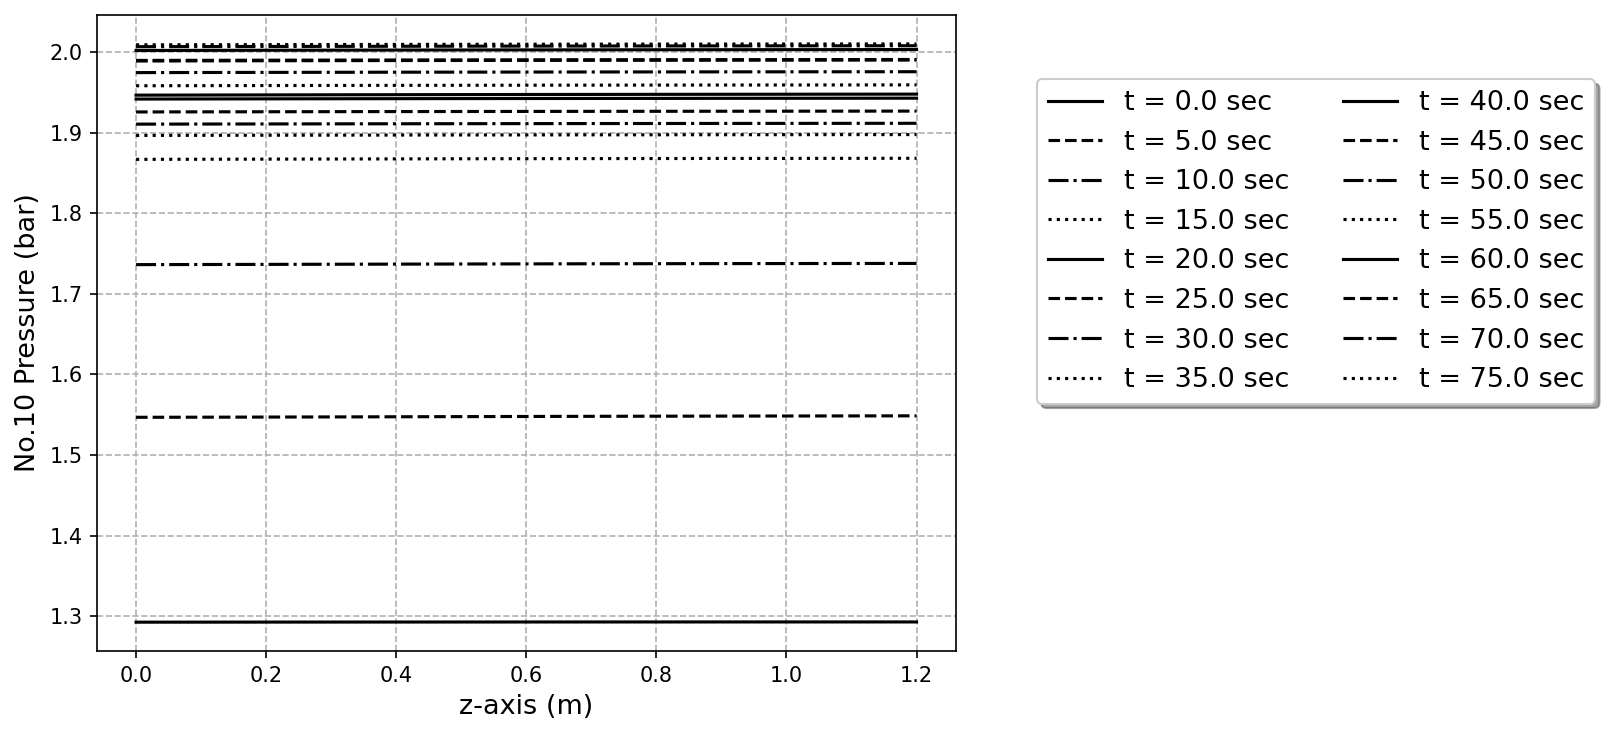 No.10 Pressure (bar)
2.0
1.9
1.8
1.7
1.6
1.5
1.4
1.3
0.0 0.2 0.4 0.6 0.8 1.0 1.2
z-axis (m)
t = 0.0 sec
t = 5.0 sec
t = 10.0 sec
t = 15.0 sec
t = 20.0 sec
t = 25.0 sec
t = 30.0 sec
t = 35.0 sec
t = 40.0 sec
t = 45.0 sec
t = 50.0 sec
t = 55.0 sec
t = 60.0 sec
t = 65.0 sec
t = 70.0 sec
t = 75.0 sec